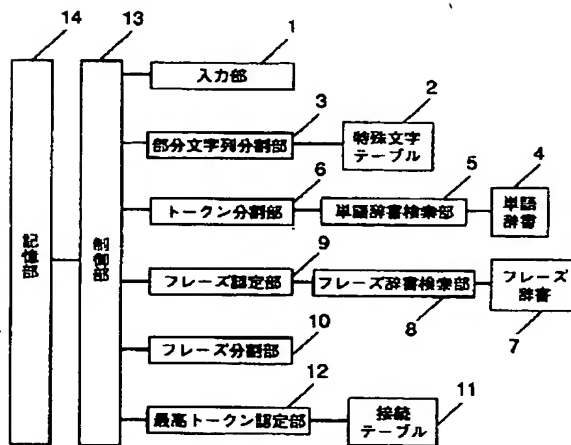 14
13
1
入力部
3
2
部分文字列分割部
特殊文字
テーブル
6
5
4
トークン分割部
単語辞書検索部
単語
辞書
記憶部
制御部
9
フレーズ認定部
フレーズ辞書検索部
フレーズ
辞書
8
7
10
フレーズ分割部
12
11
最高トークン認定部
接続
テーブル